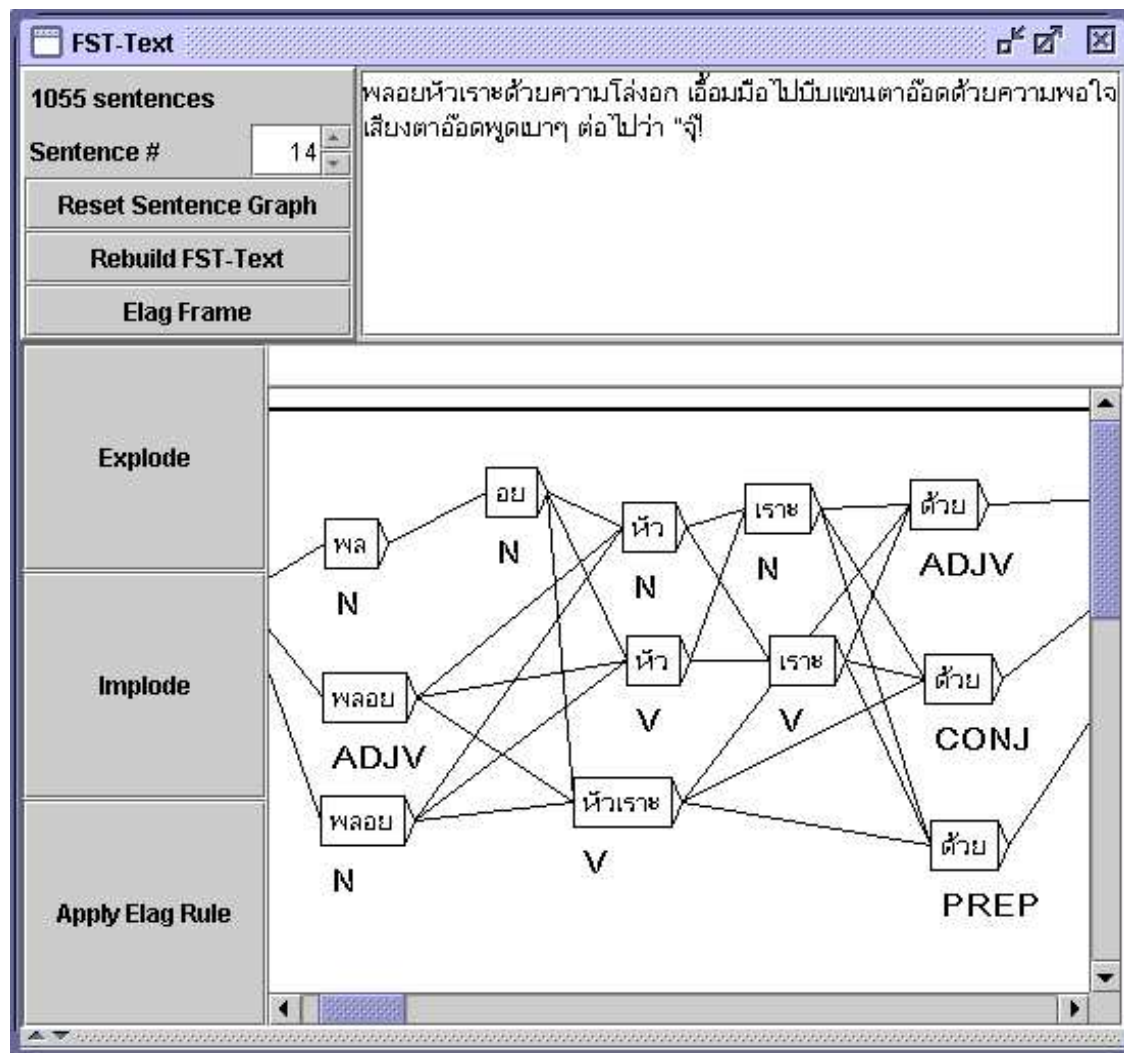 FST-Text
1055 sentences
Sentence # 14
Reset Sentence Graph
Rebuild FST-Text
Elag Frame
พลอยหัวเราะด้วยความโล่งอก เอื้อมมือไปบีบแขนตาอ๊อดด้วยความพอใจ
เสียงตาอ๊อดพูดเบาๆ ต่อไปว่า "จุ๊!
Explode
Implode
Apply Elag Rule
พล
N
อย
N
หัว
N
เราะ
N
ด้วย
ADJV
พลอย
ADJV
หัว
V
เราะ
V
ด้วย
CONJ
พลอย
N
หัวเราะ
V
ด้วย
PREP